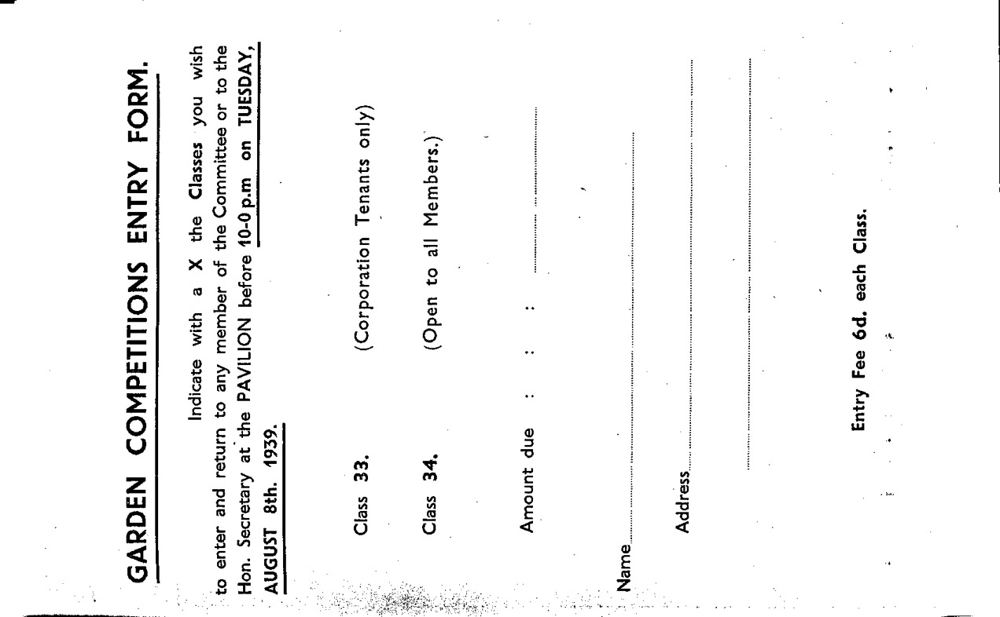 GARDEN COMPETITIONS ENTRY FORM.
Indicate with a X the Classes you wish
to enter and return to any member of the Committee or to the
Hon. Secretary at the PAVILION before 10-0 p.m on TUESDAY,
AUGUST 8th. 1939.
Class 33. (Corporation Tenants only)
Class 34. (Open to all Members.)
Amount due : : :
Name
Address
Entry Fee 6d. each Class.